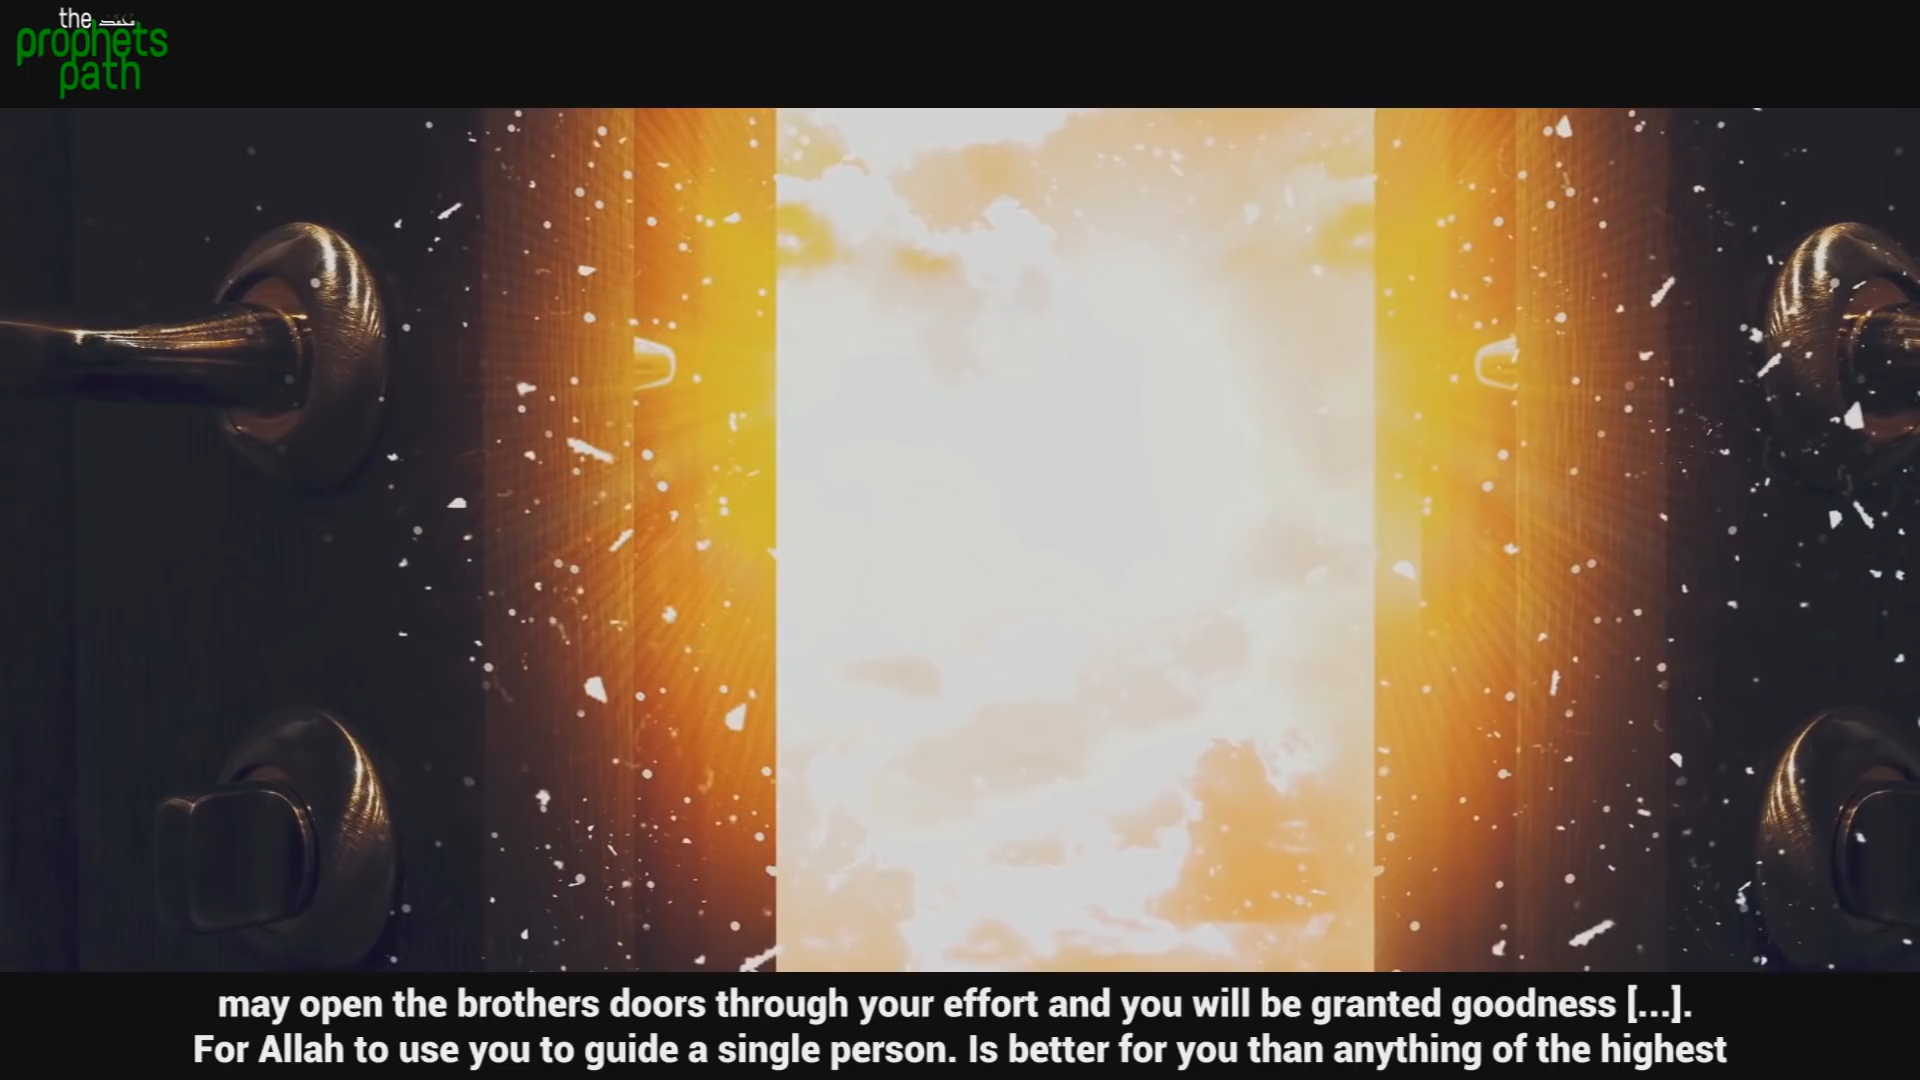 the
prophets
path
may open the brothers doors through your effort and you will be granted goodness [...].
For Allah to use you to guide a single person. Is better for you than anything of the highest